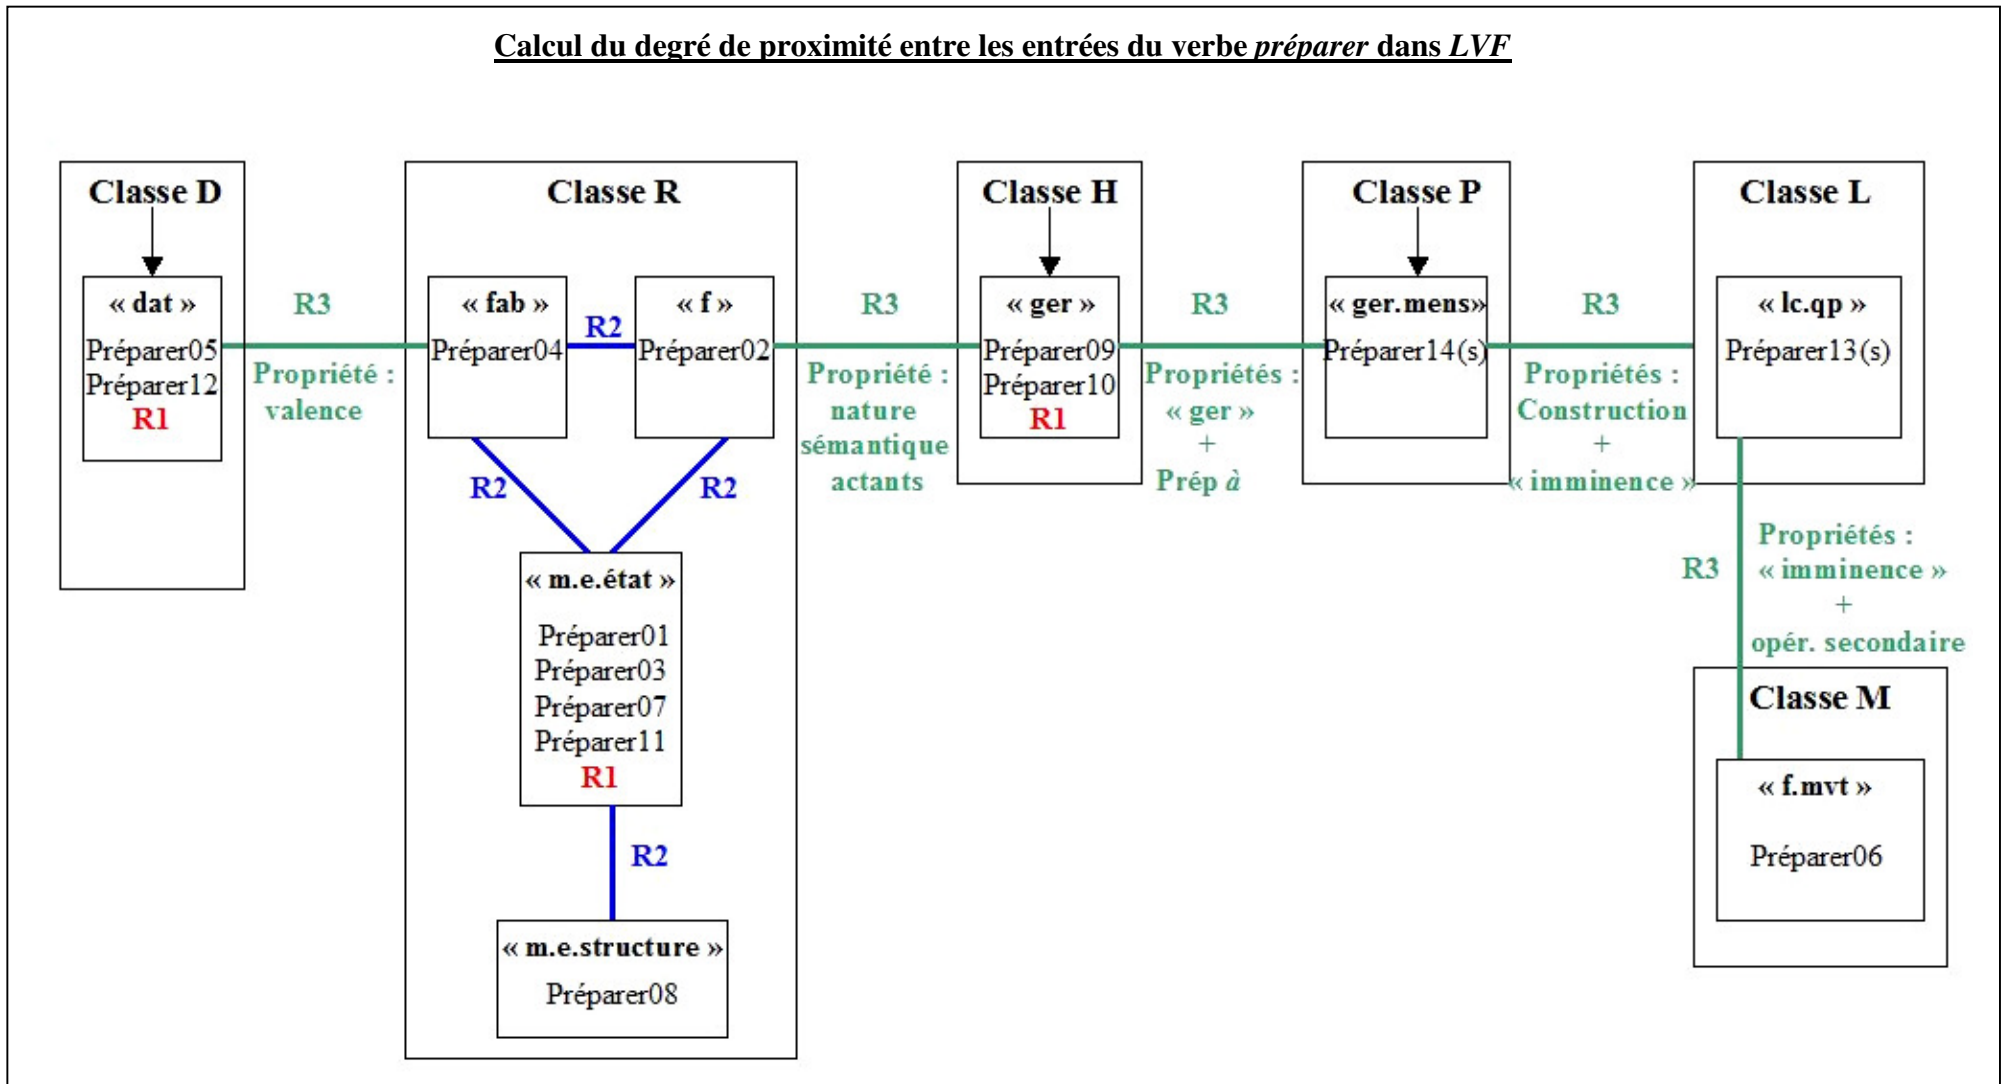 Calcul du degré de proximité entre les entrées du verbe préparer dans LVF
Classe D
« dat »
Préparer05
Préparer12
R1
R3
Propriété :
valence
Classe R
« fab »
Préparer04
R2
« f »
Préparer02
R2
R2
« m.e.état »
Préparer01
Préparer03
Préparer07
Préparer11
R1
R2
« m.e.structure »
Préparer08
R3
Propriété :
nature
sémantique
actants
Classe H
« ger »
Préparer09
Préparer10
R1
R3
Propriétés :
« ger »
+
Prép à
Classe P
« ger.mens»
Préparer14(s)
R3
Propriétés :
Construction
+
« imminence »
Classe L
« lc.qp »
Préparer13(s)
R3
Propriétés :
« imminence »
+
opér. secondaire
Classe M
« f.mvt »
Préparer06